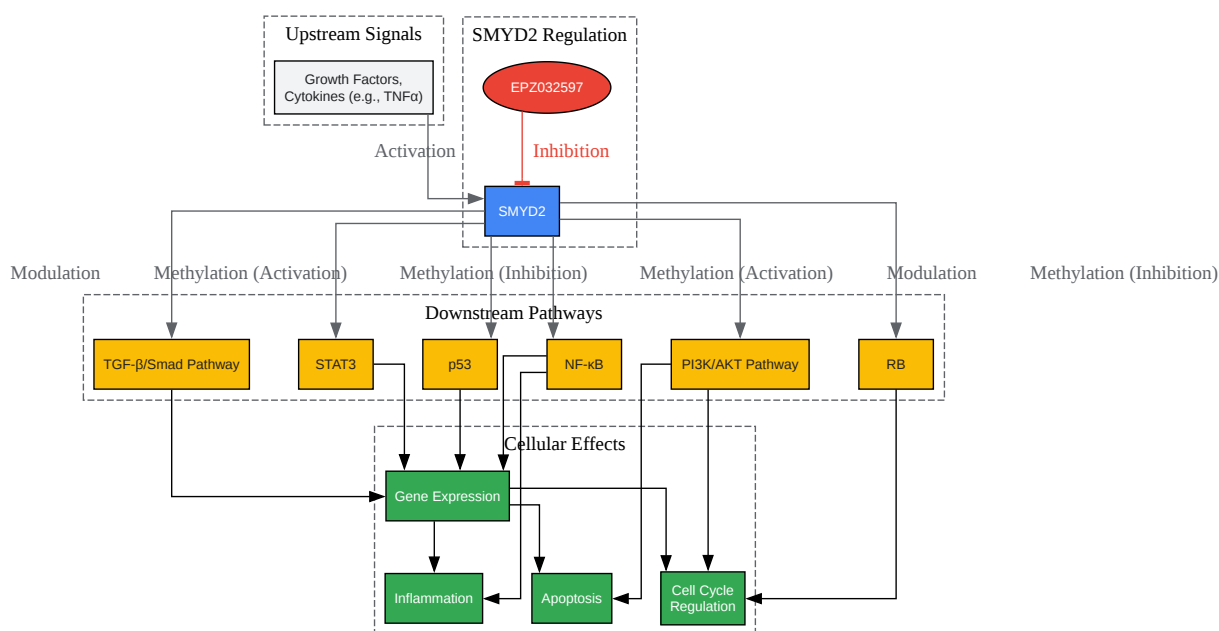 Upstream Signals
SMYD2 Regulation
Growth Factors,
Cytokines (e.g., TNFα)
EPZ032597
Activation
Inhibition
SMYD2
Modulation
Methylation (Activation)
Methylation (Inhibition)
Methylation (Activation)
Modulation
Methylation (Inhibition)
Downstream Pathways
TGF-β/Smad Pathway
STAT3
p53
NF-κB
PI3K/AKT Pathway
RB
Cellular Effects
Gene Expression
Inflammation
Apoptosis
Cell Cycle
Regulation